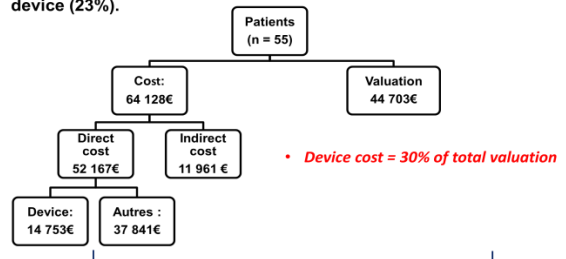 device (23%).
Patients
(n = 55)
Cost:
64 128€
Valuation
44 703€
Direct
cost
52 167€
Indirect
cost
11 961 €
• Device cost = 30% of total valuation
Device:
14 753€
Autres :
37 841€